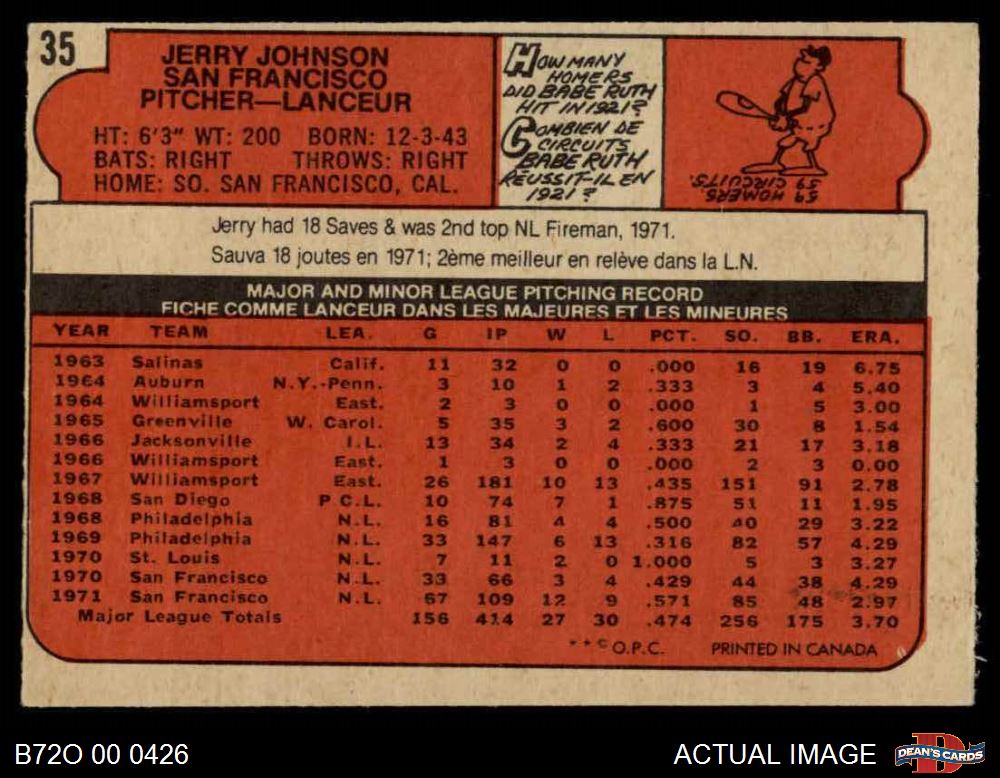 35
JERRY JOHNSON
SAN FRANCISCO
PITCHER—LANCEUR
HT: 6'3" WT: 200 BORN: 12-3-43
BATS: RIGHT THROWS: RIGHT
HOME: SO. SAN FRANCISCO, CAL.
HOW MANY
HOMERS
DID BABE RUTH
HIT IN 1921?
COMBIEN DE
CIRCUITS
BABE RUTH
RÉUSSIT-IL EN
1921?
59 HOMERS
59 CIRCUITS.
Jerry had 18 Saves & was 2nd top NL Fireman, 1971.
Sauva 18 joutes en 1971; 2ème meilleur en relève dans la L.N.
MAJOR AND MINOR LEAGUE PITCHING RECORD
FICHE COMME LANCEUR DANS LES MAJEURES ET LES MINEURES
YEAR TEAM LEA. G IP W L PCT. SO. BB. ERA.
1963 Salinas Calif. 11 32 0 0 .000 16 19 6.75
1964 Auburn N.Y.-Penn. 3 10 1 2 .333 3 4 5.40
1964 Williamsport East. 2 3 0 0 .000 1 5 3.00
1965 Greenville W. Carol. 5 35 3 2 .600 30 8 1.54
1966 Jacksonville I.L. 13 34 2 4 .333 21 17 3.18
1966 Williamsport East. 1 3 0 0 .000 2 3 0.00
1967 Williamsport East. 26 181 10 13 .435 151 91 2.78
1968 San Diego P.C.L. 10 74 7 1 .875 51 11 1.95
1968 Philadelphia N.L. 16 81 4 4 .500 40 29 3.22
1969 Philadelphia N.L. 33 147 6 13 .316 82 57 4.29
1970 St. Louis N.L. 7 11 2 0 1.000 5 3 3.27
1970 San Francisco N.L. 33 66 3 4 .429 44 38 4.29
1971 San Francisco N.L. 67 109 12 9 .571 85 48 2.97
Major League Totals 156 414 27 30 .474 256 175 3.70
**© O.P.C. PRINTED IN CANADA
B72O 00 0426
ACTUAL IMAGE
DEAN'S CARDS